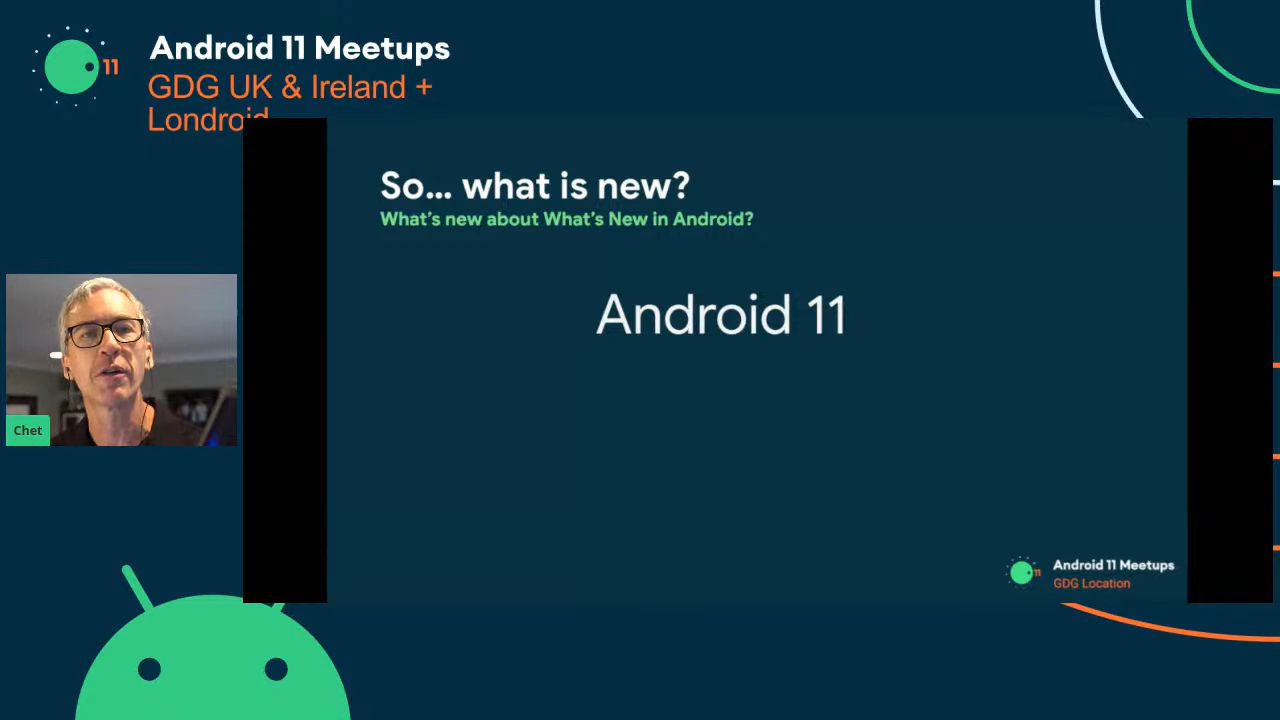 11
Android 11 Meetups
GDG UK & Ireland +
Londroid
So... what is new?
What's new about What's New in Android?
Android 11
Chet
11
Android 11 Meetups
GDG Location